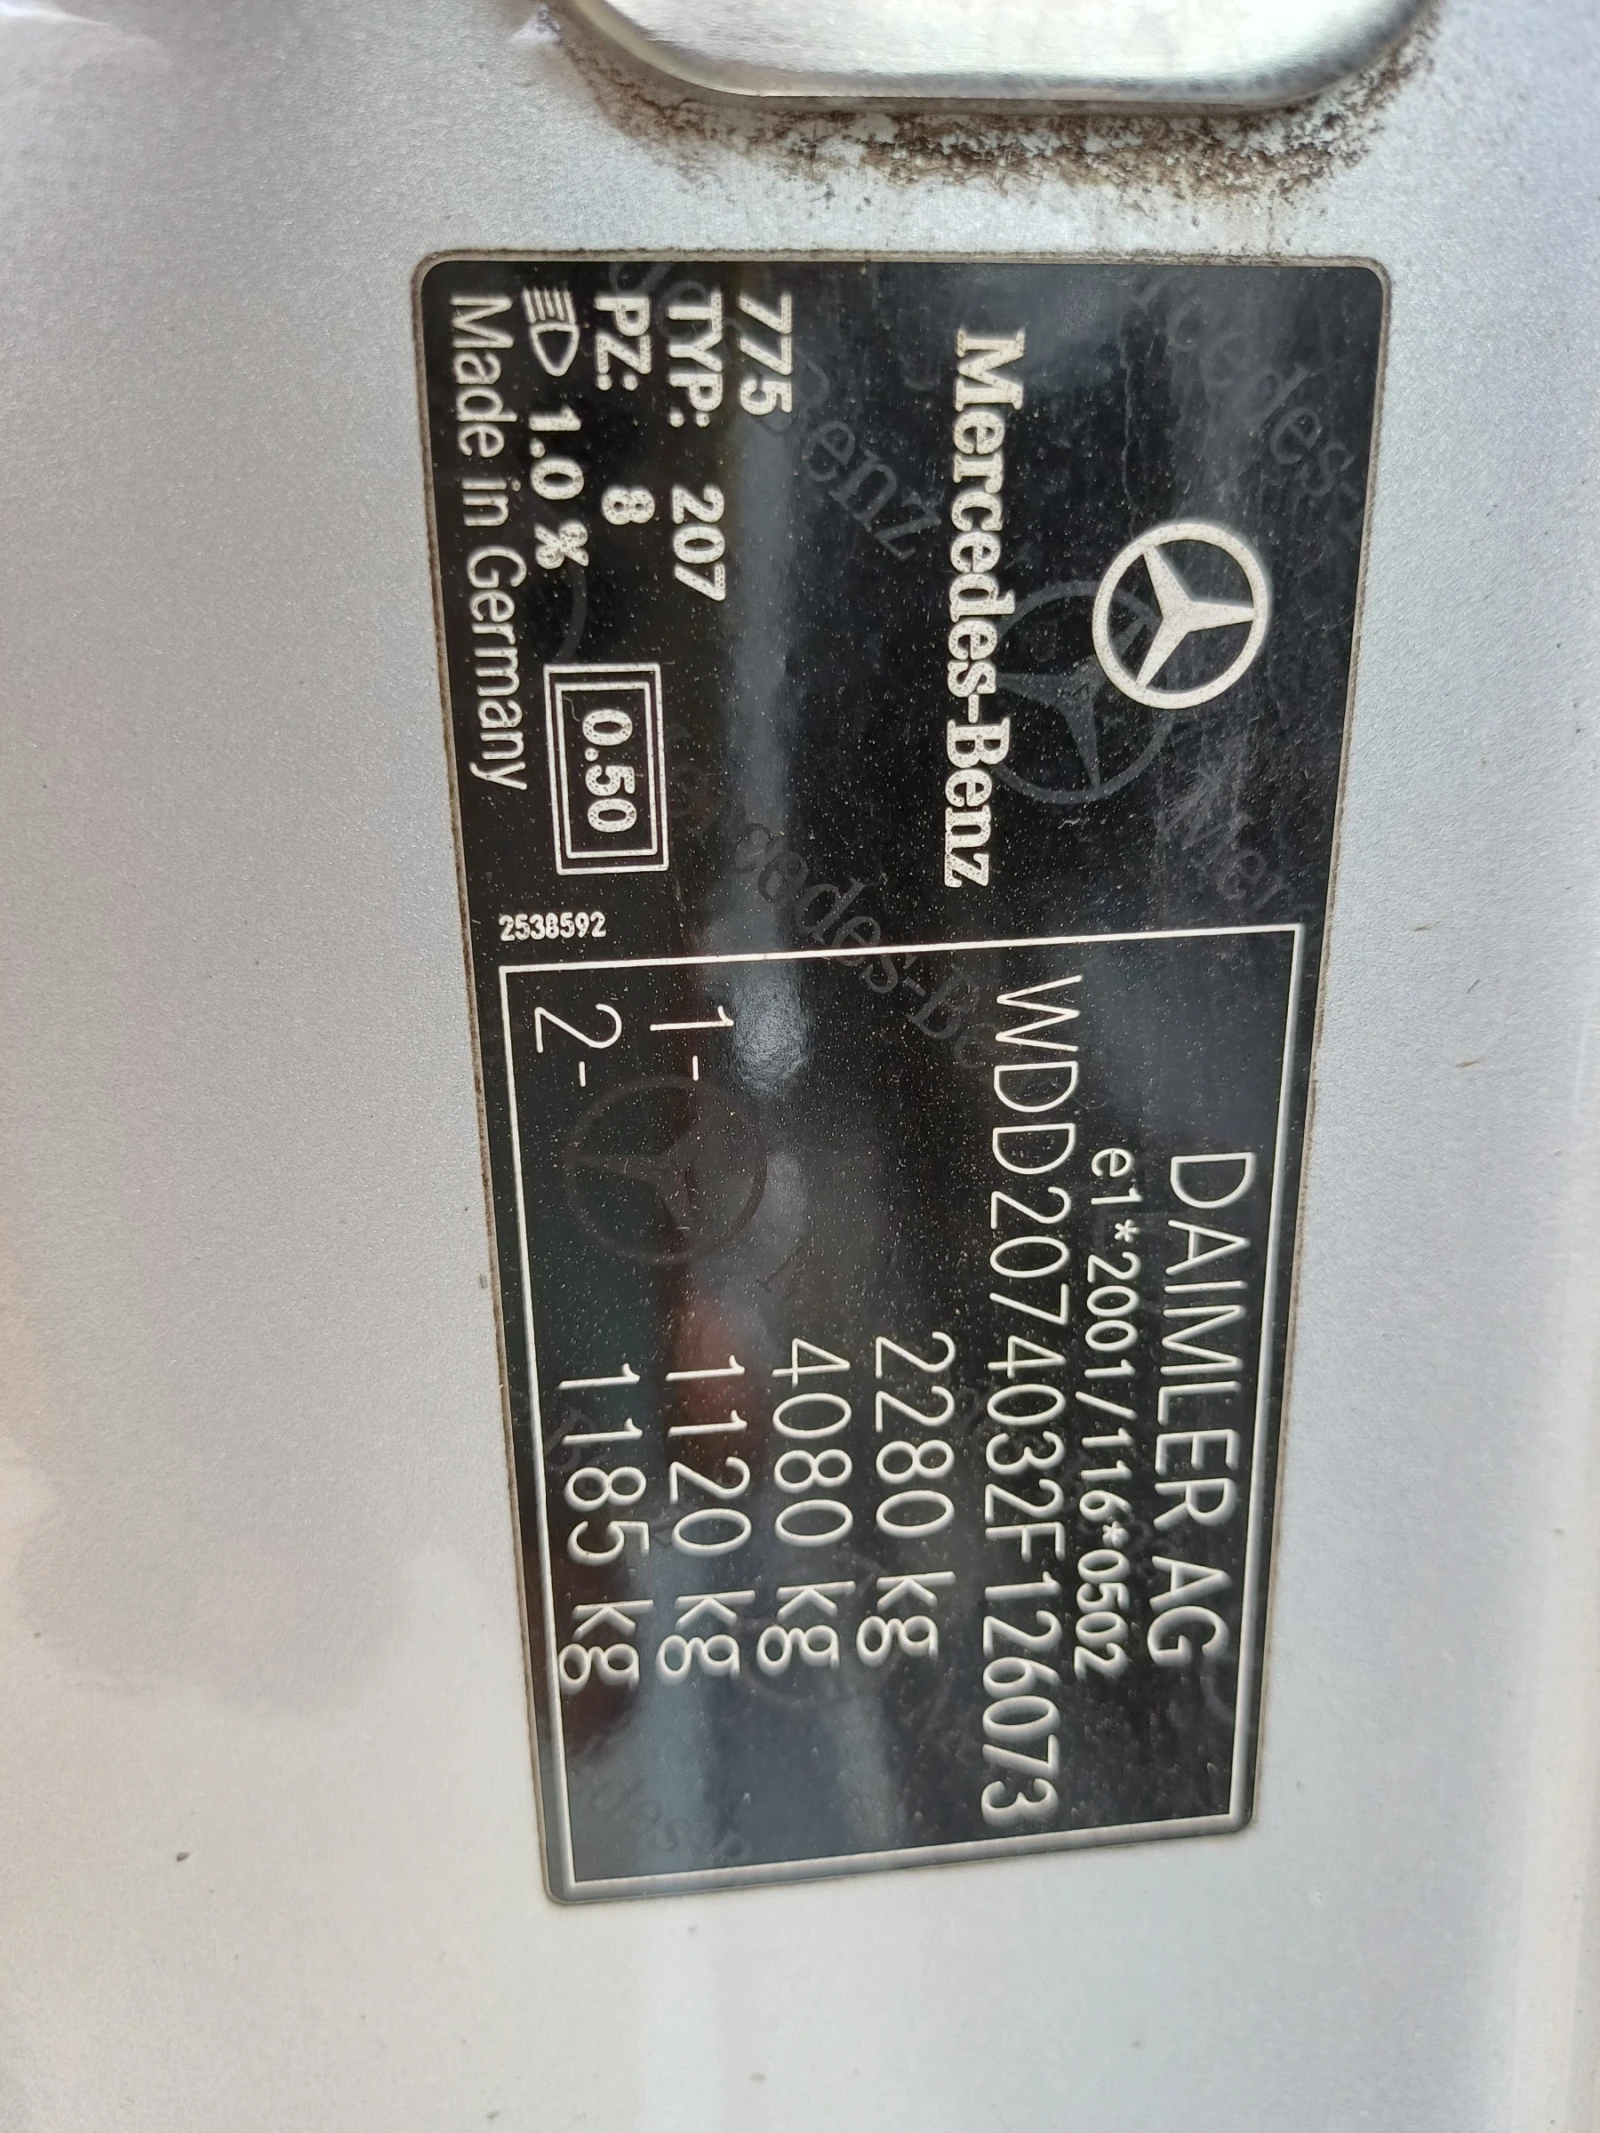 Mercedes-Benz
775
TYP: 207
PZ: 8
1.0 %
0.50
Made in Germany
2538592
DAIMLER AG
e1*2001/116*0502
WDD2074032F126073
2280 kg
4080 kg
1- 1120 kg
2- 1185 kg